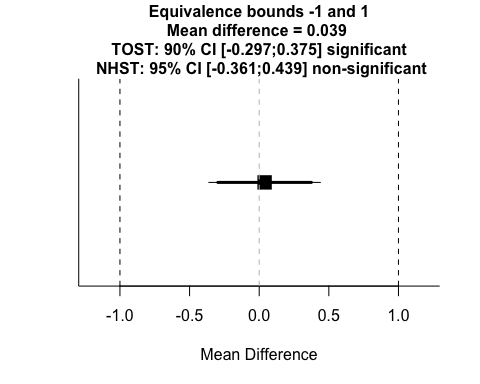 Equivalence bounds -1 and 1
Mean difference = 0.039
TOST: 90% CI [-0.297;0.375] significant
NHST: 95% CI [-0.361;0.439] non-significant
-1.0 -0.5 0.0 0.5 1.0
Mean Difference